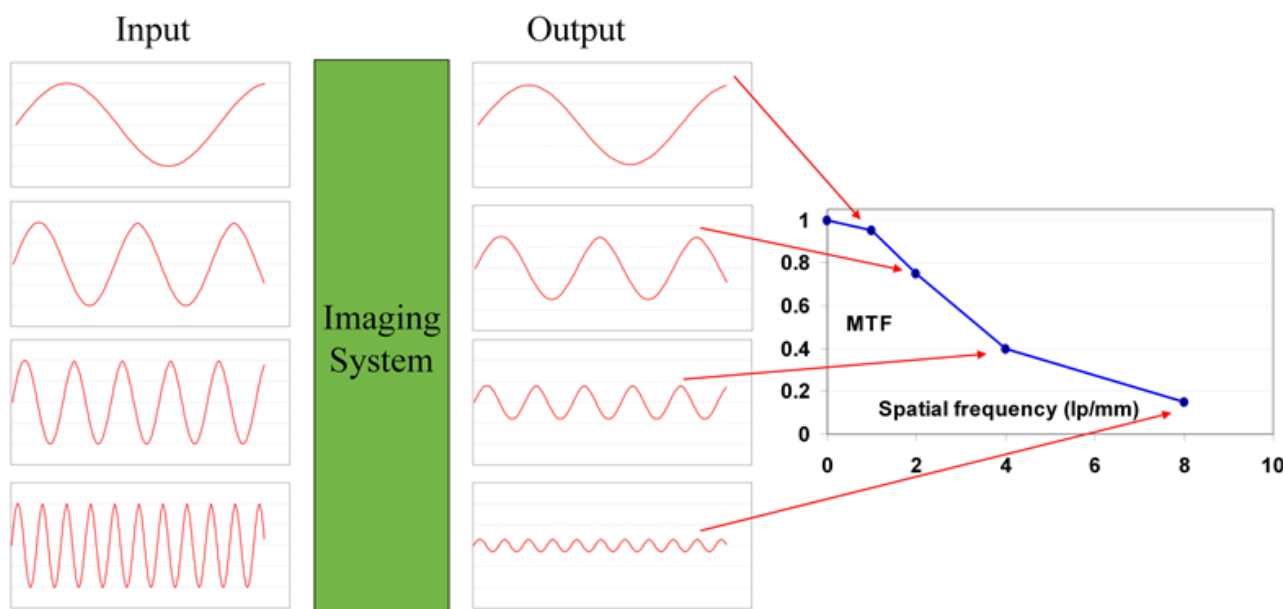 Input
Output
Imaging
System
1
0.8
0.6
0.4
0.2
0
MTF
Spatial frequency (lp/mm)
0 2 4 6 8 10